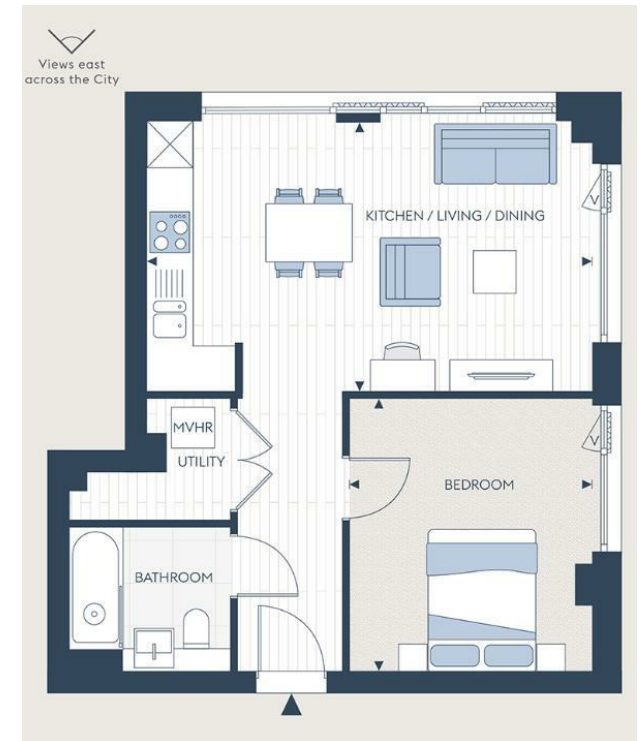 Views east
across the City
KITCHEN / LIVING / DINING
V
MVHR
UTILITY
V
BEDROOM
BATHROOM